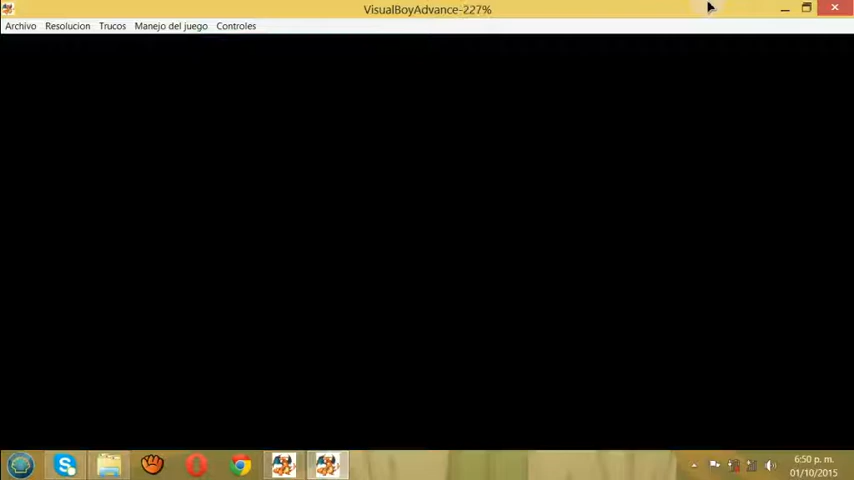 VisualBoyAdvance-227%
Archivo Resolucion Trucos Manejo del juego Controles
6:50 p. m.
01/10/2015